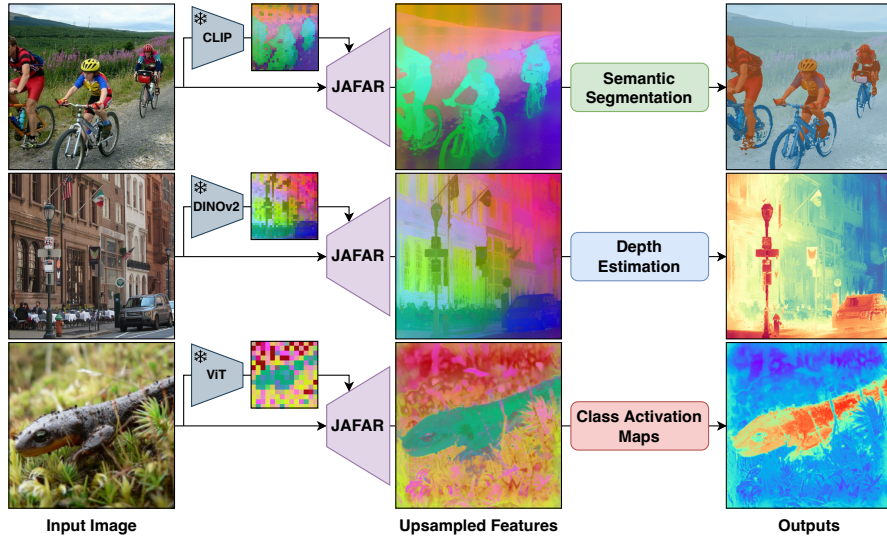 CLIP
JAFAR
Semantic
Segmentation
DINOv2
JAFAR
Depth
Estimation
ViT
JAFAR
Class Activation
Maps
Input Image
Upsampled Features
Outputs